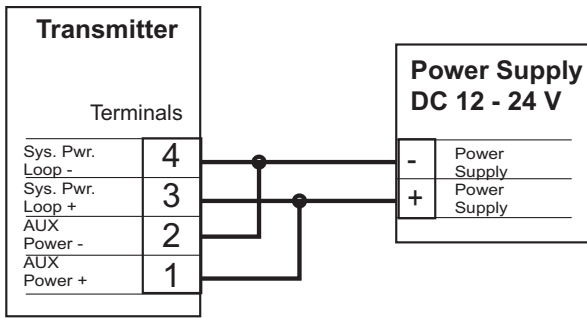 Transmitter
Terminals
Sys. Pwr.
Loop -
4
Sys. Pwr.
Loop +
3
AUX
Power -
2
AUX
Power +
1
Power Supply
DC 12 - 24 V
-
Power
Supply
+
Power
Supply